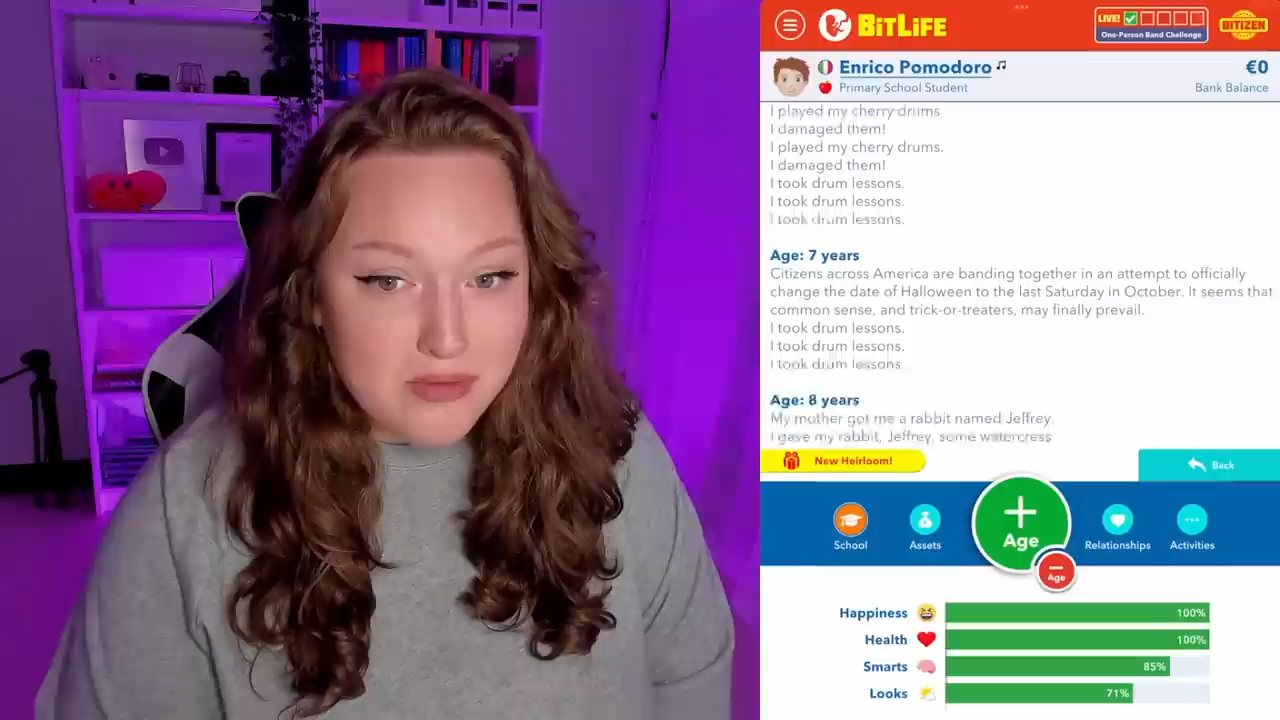 LIVE!
BitLife
One-Person Band Challenge
BITIZEN
Enrico Pomodoro
€0
Primary School Student
Bank Balance
I played my cherry drums
I damaged them!
I played my cherry drums.
I damaged them!
I took drum lessons.
I took drum lessons.
I took drum lessons.
Age: 7 years
Citizens across America are banding together in an attempt to officially
change the date of Halloween to the last Saturday in October. It seems that
common sense, and trick-or-treaters, may finally prevail.
I took drum lessons.
I took drum lessons.
I took drum lessons.
Age: 8 years
My mother got me a rabbit named Jeffrey.
I gave my rabbit, Jeffrey, some watercress
New Heirloom!
Back
School
Assets
Age
Relationships
Activities
Age
Happiness 100%
Health 100%
Smarts 85%
Looks 71%